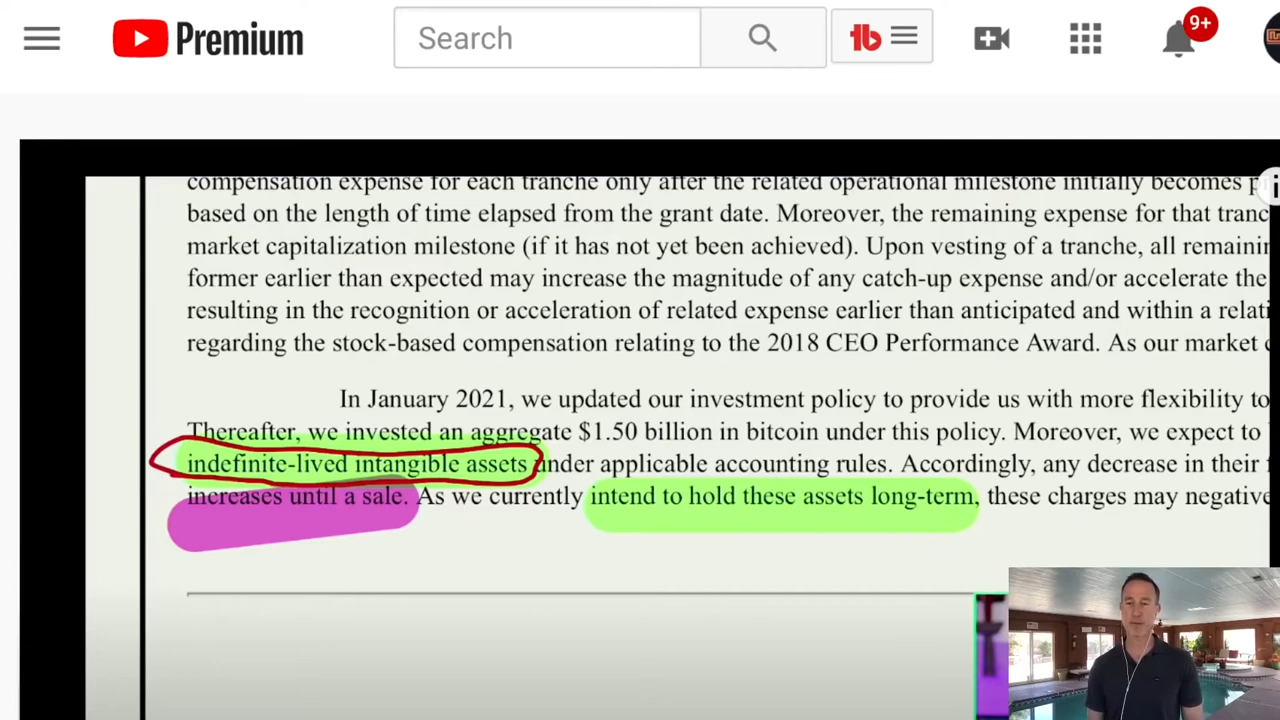 Premium
Search
9+
compensation expense for each tranche only after the related operational milestone initially becomes
based on the length of time elapsed from the grant date. Moreover, the remaining expense for that tranc
market capitalization milestone (if it has not yet been achieved). Upon vesting of a tranche, all remainin
former earlier than expected may increase the magnitude of any catch-up expense and/or accelerate the
resulting in the recognition or acceleration of related expense earlier than anticipated and within a relati
regarding the stock-based compensation relating to the 2018 CEO Performance Award. As our market
In January 2021, we updated our investment policy to provide us with more flexibility to
Thereafter, we invested an aggregate $1.50 billion in bitcoin under this policy. Moreover, we expect to
indefinite-lived intangible assets under applicable accounting rules. Accordingly, any decrease in their
increases until a sale. As we currently intend to hold these assets long-term, these charges may negative